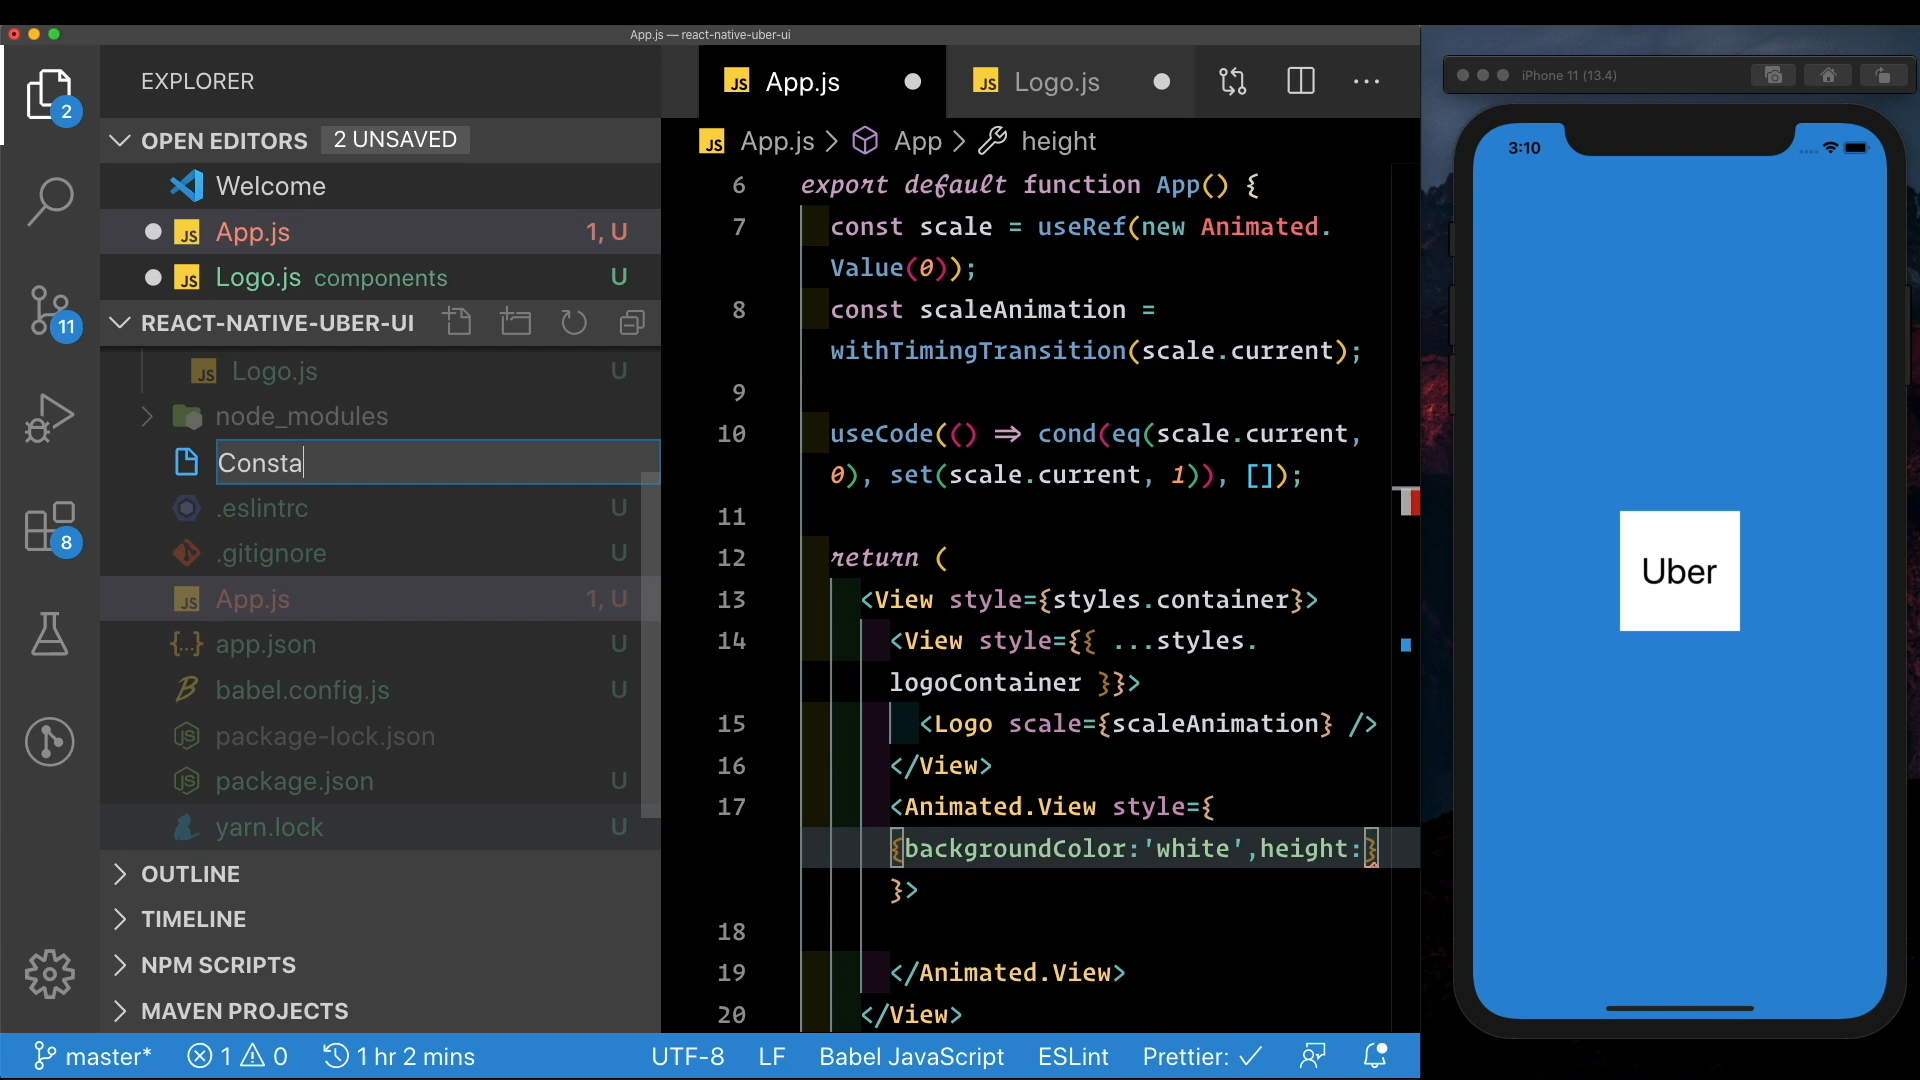 App.js — react-native-uber-ui
EXPLORER
2
OPEN EDITORS 2 UNSAVED
Welcome
JS App.js 1, U
JS Logo.js components U
REACT-NATIVE-UBER-UI
11
JS Logo.js U
node_modules
Consta
.eslintrc U
8
.gitignore U
JS App.js 1, U
{...} app.json U
babel.config.js U
package-lock.json
package.json U
yarn.lock U
OUTLINE
TIMELINE
NPM SCRIPTS
MAVEN PROJECTS
JS App.js
JS Logo.js
JS App.js > App > height
6 export default function App() {
7 const scale = useRef(new Animated.
Value(0));
8 const scaleAnimation =
withTimingTransition(scale.current);
9
10 useCode(() => cond(eq(scale.current,
0), set(scale.current, 1)), []);
11
12 return (
13 <View style={styles.container}>
14 <View style={{ ...styles.
logoContainer }}>
15 <Logo scale={scaleAnimation} />
16 </View>
17 <Animated.View style={
{backgroundColor:'white',height:}
}>
18
19 </Animated.View>
20 </View>
master* 1 0 1 hr 2 mins UTF-8 LF Babel JavaScript ESLint Prettier: ✓
iPhone 11 (13.4)
3:10
Uber